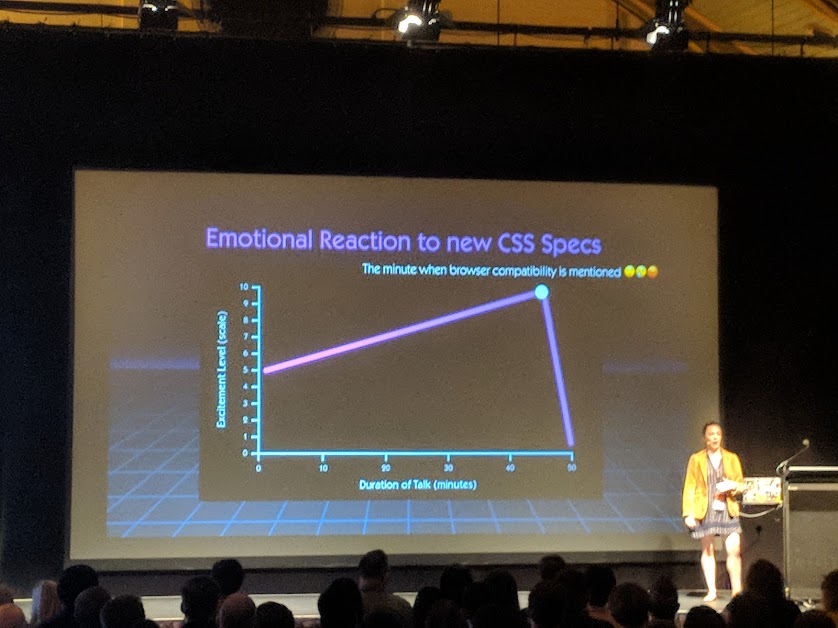 Emotional Reaction to new CSS Specs
The minute when browser compatibility is mentioned
10
9
8
7
6
5
4
3
2
1
0
Excitement Level (scale)
0 10 20 30 40 50
Duration of Talk (minutes)